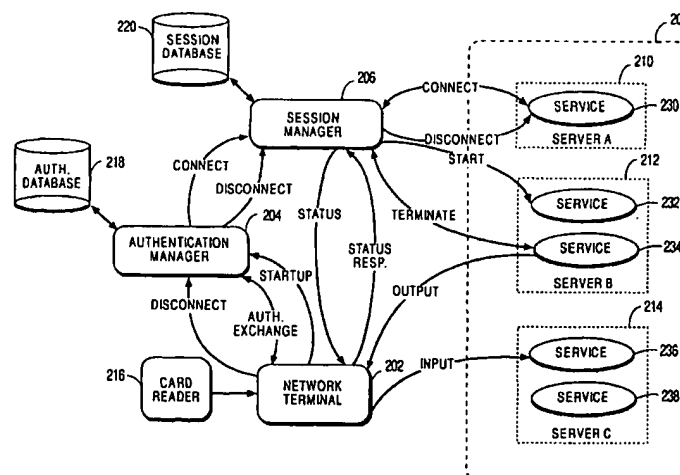 20
220
SESSION
DATABASE
206
SESSION
MANAGER
CONNECT
DISCONNECT
210
SERVICE
230
SERVER A
START
212
AUTH.
DATABASE
218
CONNECT
DISCONNECT
204
AUTHENTICATION
MANAGER
STATUS
STATUS
RESP.
TERMINATE
SERVICE
232
SERVICE
234
SERVER B
DISCONNECT
STARTUP
AUTH.
EXCHANGE
OUTPUT
214
INPUT
SERVICE
236
SERVICE
238
SERVER C
216
CARD
READER
NETWORK
TERMINAL
202